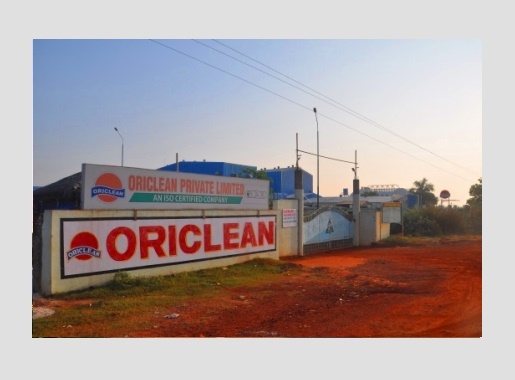 ORICLEAN
ORICLEAN PRIVATE LIMITED
AN ISO CERTIFIED COMPANY
ORICLEAN
ORICLEAN